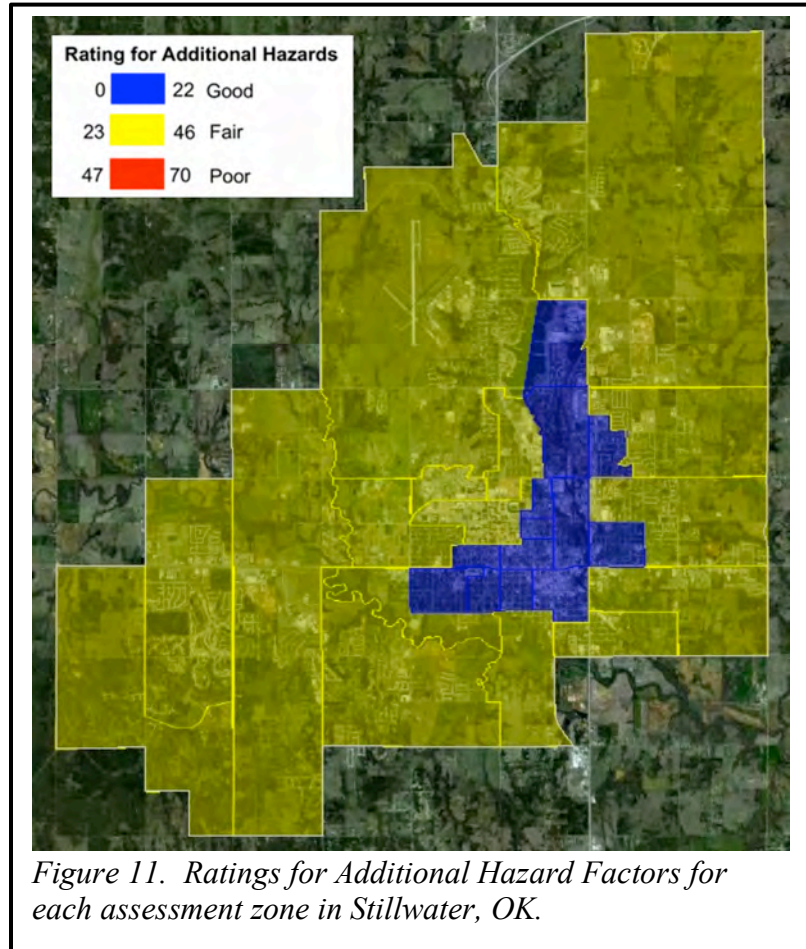 Rating for Additional Hazards
0 22 Good
23 46 Fair
47 70 Poor
Figure 11. Ratings for Additional Hazard Factors for
each assessment zone in Stillwater, OK.